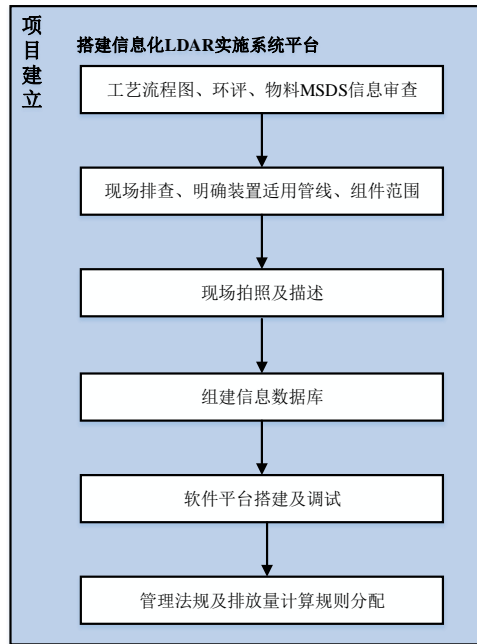 项目建立
搭建信息化LDAR实施系统平台
工艺流程图、环评、物料MSDS信息审查
现场排查、明确装置适用管线、组件范围
现场拍照及描述
组建信息数据库
软件平台搭建及调试
管理法规及排放量计算规则分配